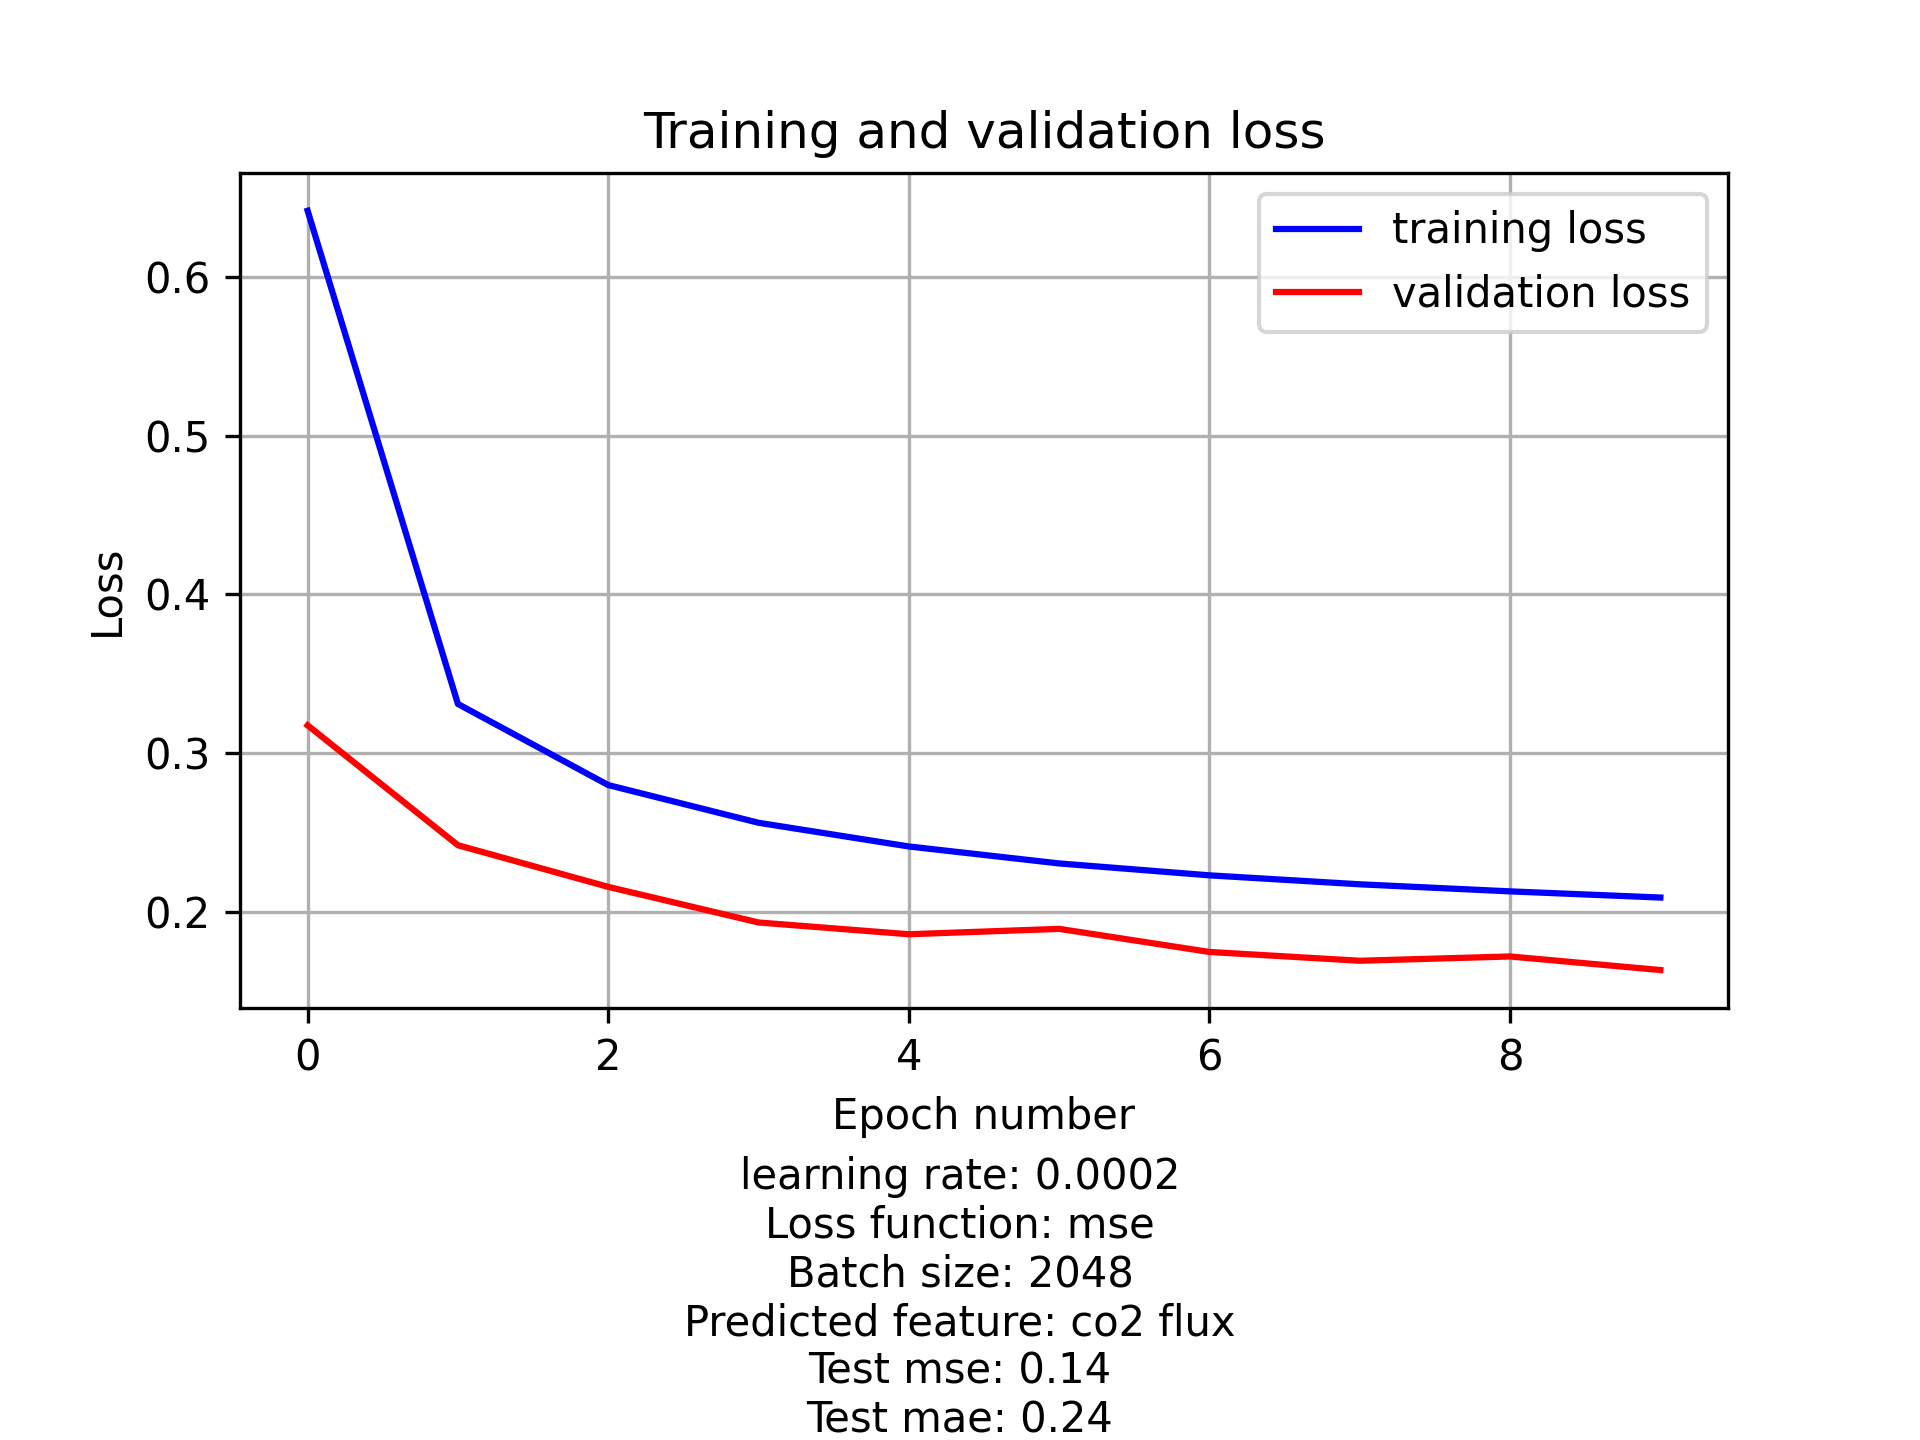 Training and validation loss
training loss
validation loss
0.6
0.5
0.4
0.3
0.2
Loss
0 2 4 6 8
Epoch number
learning rate: 0.0002
Loss function: mse
Batch size: 2048
Predicted feature: co2 flux
Test mse: 0.14
Test mae: 0.24